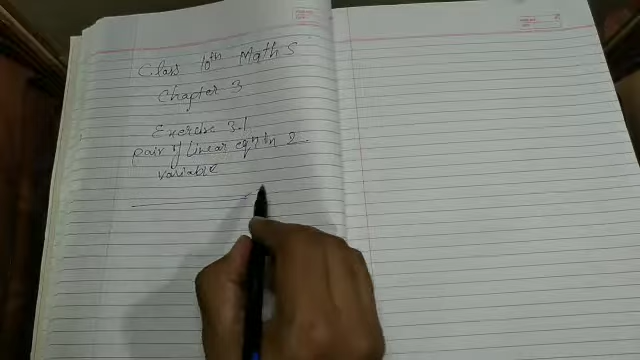 Class 10th Maths
Chapter 3
Exercise 3.1
pair of linear eqn in 2
variable